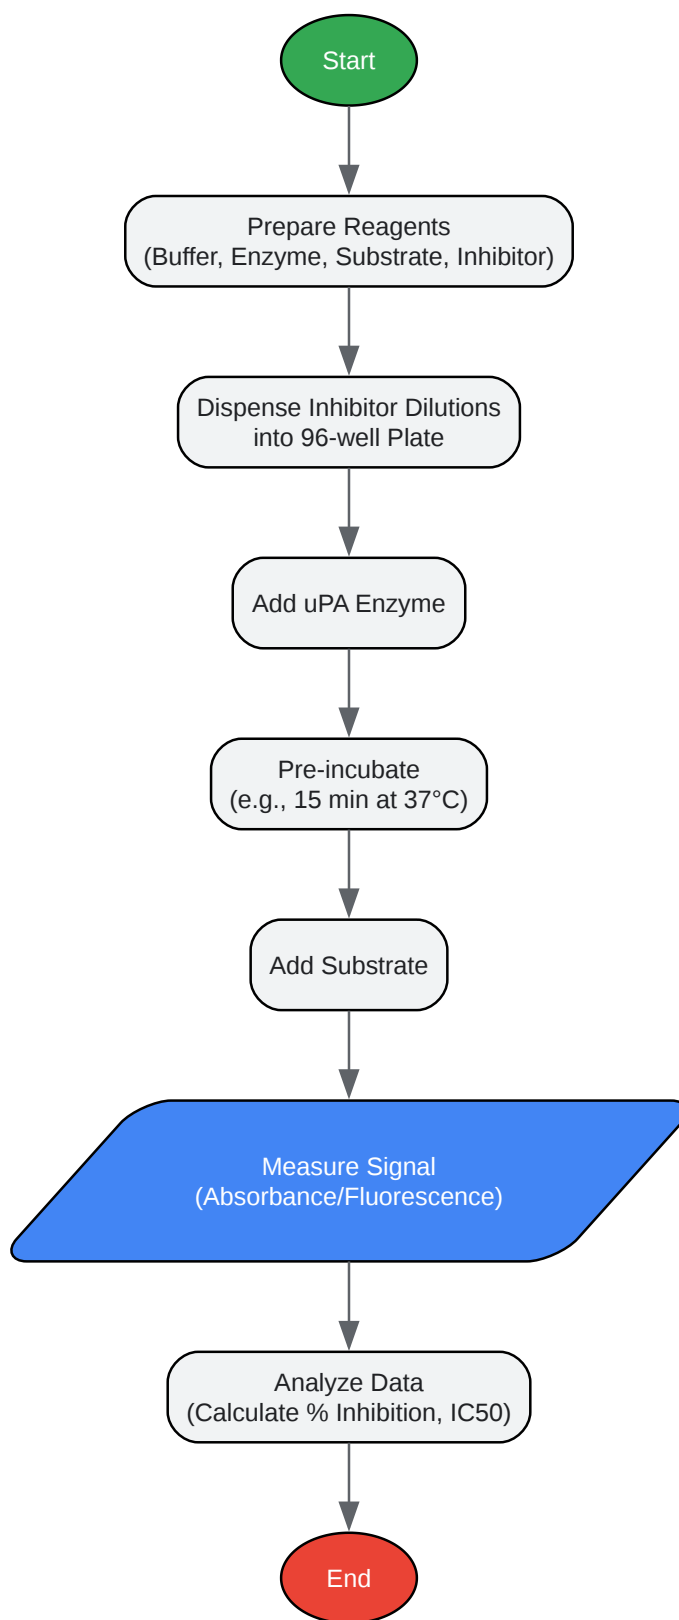 Start
Prepare Reagents
(Buffer, Enzyme, Substrate, Inhibitor)
Dispense Inhibitor Dilutions
into 96-well Plate
Add uPA Enzyme
Pre-incubate
(e.g., 15 min at 37°C)
Add Substrate
Measure Signal
(Absorbance/Fluorescence)
Analyze Data
(Calculate % Inhibition, IC50)
End